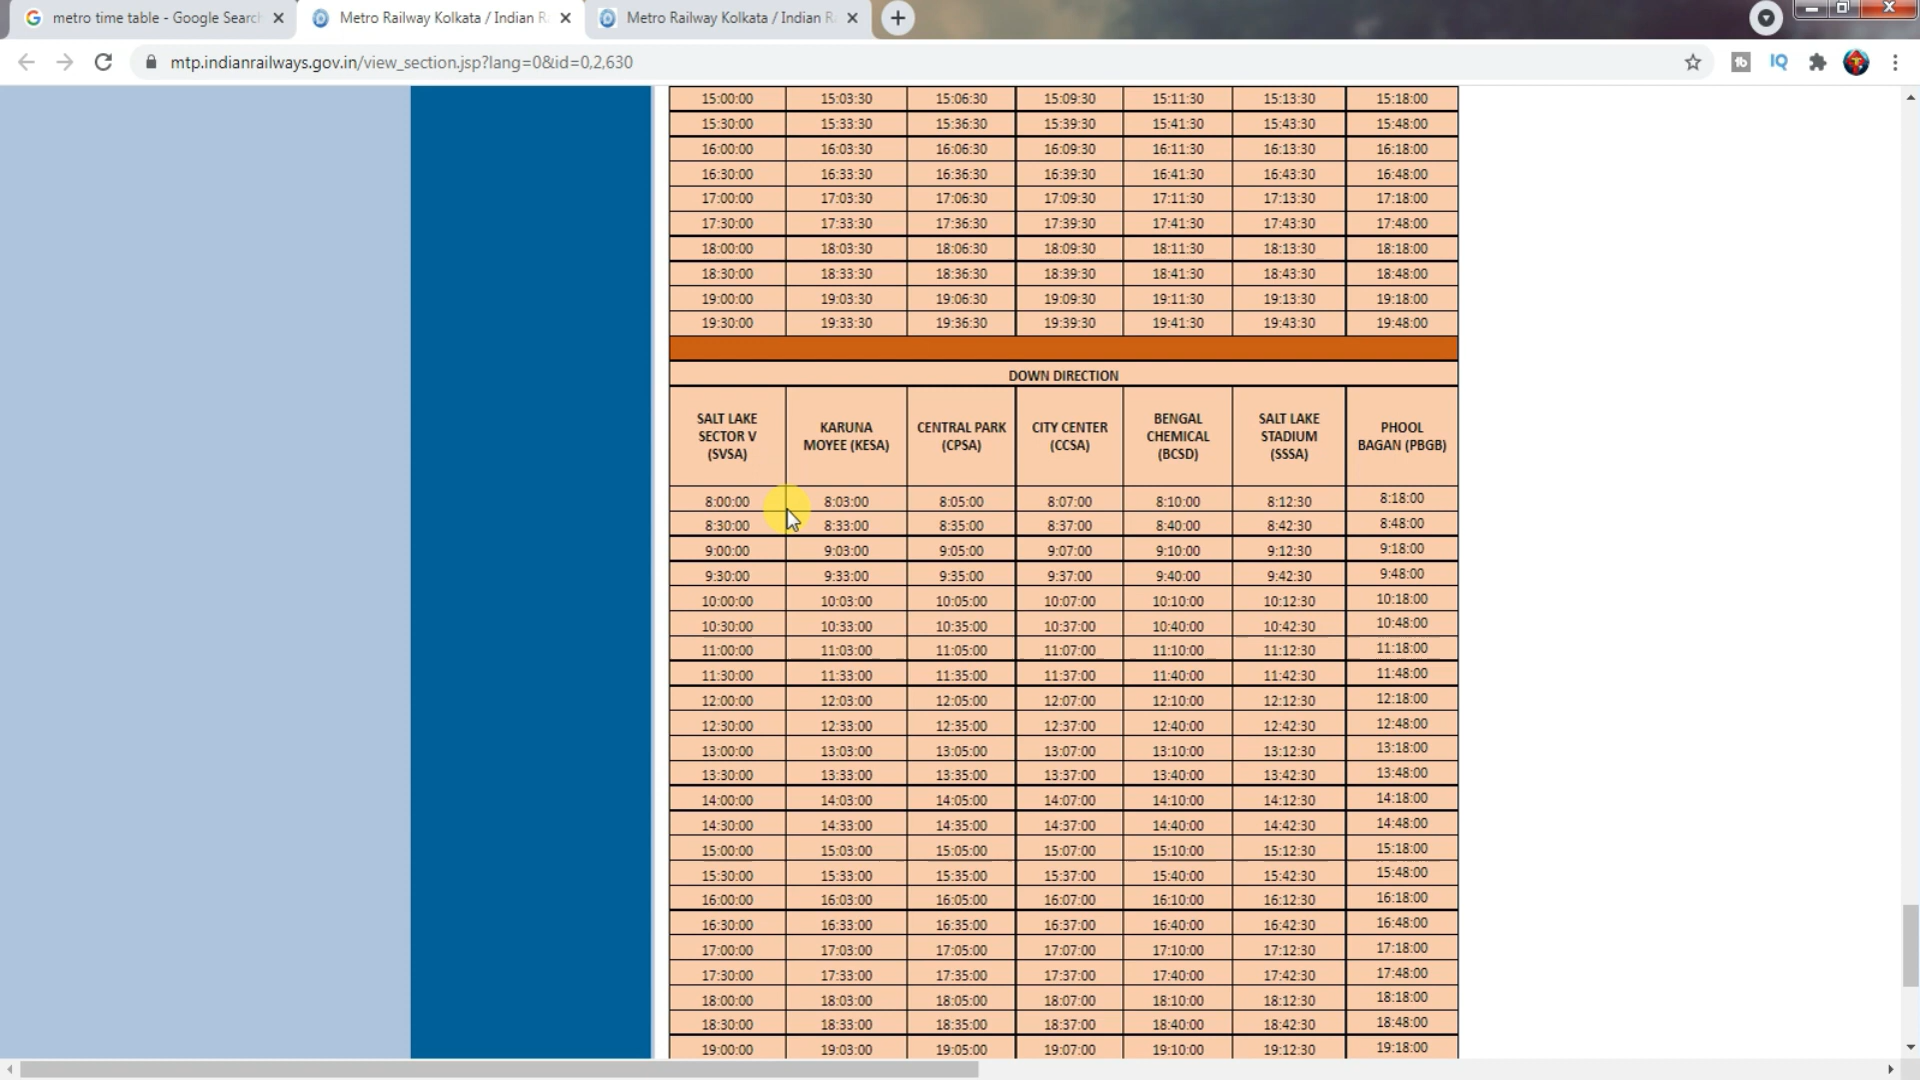 metro time table - Google Search
Metro Railway Kolkata / Indian R
Metro Railway Kolkata / Indian R
mtp.indianrailways.gov.in/view_section.jsp?lang=0&id=0,2,630
15:00:00 15:03:30 15:06:30 15:09:30 15:11:30 15:13:30 15:18:00
15:30:00 15:33:30 15:36:30 15:39:30 15:41:30 15:43:30 15:48:00
16:00:00 16:03:30 16:06:30 16:09:30 16:11:30 16:13:30 16:18:00
16:30:00 16:33:30 16:36:30 16:39:30 16:41:30 16:43:30 16:48:00
17:00:00 17:03:30 17:06:30 17:09:30 17:11:30 17:13:30 17:18:00
17:30:00 17:33:30 17:36:30 17:39:30 17:41:30 17:43:30 17:48:00
18:00:00 18:03:30 18:06:30 18:09:30 18:11:30 18:13:30 18:18:00
18:30:00 18:33:30 18:36:30 18:39:30 18:41:30 18:43:30 18:48:00
19:00:00 19:03:30 19:06:30 19:09:30 19:11:30 19:13:30 19:18:00
19:30:00 19:33:30 19:36:30 19:39:30 19:41:30 19:43:30 19:48:00
DOWN DIRECTION
SALT LAKE
SECTOR V
(SVSA)
KARUNA
MOYEE (KESA)
CENTRAL PARK
(CPSA)
CITY CENTER
(CCSA)
BENGAL
CHEMICAL
(BCSD)
SALT LAKE
STADIUM
(SSSA)
PHOOL
BAGAN (PBGB)
8:00:00 8:03:00 8:05:00 8:07:00 8:10:00 8:12:30 8:18:00
8:30:00 8:33:00 8:35:00 8:37:00 8:40:00 8:42:30 8:48:00
9:00:00 9:03:00 9:05:00 9:07:00 9:10:00 9:12:30 9:18:00
9:30:00 9:33:00 9:35:00 9:37:00 9:40:00 9:42:30 9:48:00
10:00:00 10:03:00 10:05:00 10:07:00 10:10:00 10:12:30 10:18:00
10:30:00 10:33:00 10:35:00 10:37:00 10:40:00 10:42:30 10:48:00
11:00:00 11:03:00 11:05:00 11:07:00 11:10:00 11:12:30 11:18:00
11:30:00 11:33:00 11:35:00 11:37:00 11:40:00 11:42:30 11:48:00
12:00:00 12:03:00 12:05:00 12:07:00 12:10:00 12:12:30 12:18:00
12:30:00 12:33:00 12:35:00 12:37:00 12:40:00 12:42:30 12:48:00
13:00:00 13:03:00 13:05:00 13:07:00 13:10:00 13:12:30 13:18:00
13:30:00 13:33:00 13:35:00 13:37:00 13:40:00 13:42:30 13:48:00
14:00:00 14:03:00 14:05:00 14:07:00 14:10:00 14:12:30 14:18:00
14:30:00 14:33:00 14:35:00 14:37:00 14:40:00 14:42:30 14:48:00
15:00:00 15:03:00 15:05:00 15:07:00 15:10:00 15:12:30 15:18:00
15:30:00 15:33:00 15:35:00 15:37:00 15:40:00 15:42:30 15:48:00
16:00:00 16:03:00 16:05:00 16:07:00 16:10:00 16:12:30 16:18:00
16:30:00 16:33:00 16:35:00 16:37:00 16:40:00 16:42:30 16:48:00
17:00:00 17:03:00 17:05:00 17:07:00 17:10:00 17:12:30 17:18:00
17:30:00 17:33:00 17:35:00 17:37:00 17:40:00 17:42:30 17:48:00
18:00:00 18:03:00 18:05:00 18:07:00 18:10:00 18:12:30 18:18:00
18:30:00 18:33:00 18:35:00 18:37:00 18:40:00 18:42:30 18:48:00
19:00:00 19:03:00 19:05:00 19:07:00 19:10:00 19:12:30 19:18:00